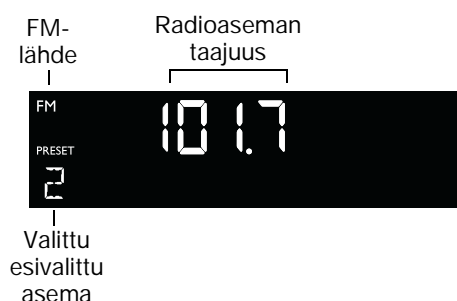 FM-
lähde
Radioaseman
taajuus
FM
101.7
PRESET
2
Valittu
esivalittu
asema